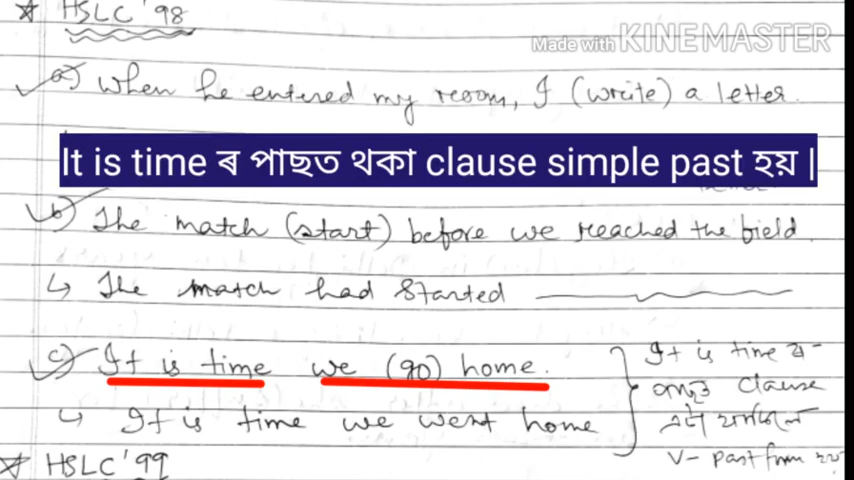 HSLC '98
Made with KINEMASTER
a) When he entered my room, I (write) a letter.
It is time ৰ পাছত থকা clause simple past হয় |
b) The match (start) before we reached the field.
↳ The match had started
c) It is time we (go) home.
It is time ৰ
↳ It is time we went home
clause
V- past form হয়
HSLC '99